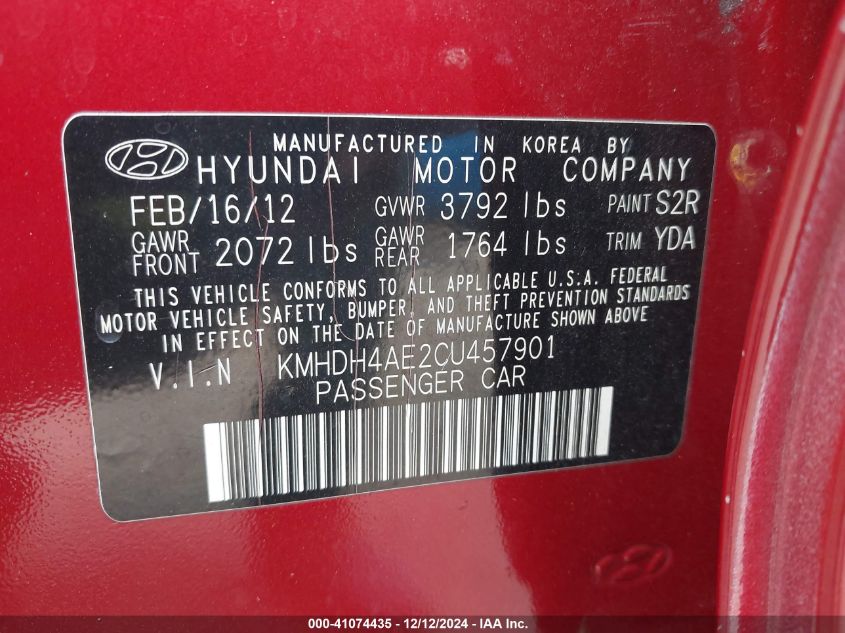 MANUFACTURED IN KOREA BY
HYUNDAI MOTOR COMPANY
FEB/16/12 GVWR 3792 lbs PAINT S2R
GAWR FRONT 2072 lbs GAWR REAR 1764 lbs TRIM YDA
THIS VEHICLE CONFORMS TO ALL APPLICABLE U.S.A. FEDERAL
MOTOR VEHICLE SAFETY, BUMPER, AND THEFT PREVENTION STANDARDS
IN EFFECT ON THE DATE OF MANUFACTURE SHOWN ABOVE
V.I.N KMHDH4AE2CU457901
PASSENGER CAR
000-41074435 - 12/12/2024 - IAA Inc.